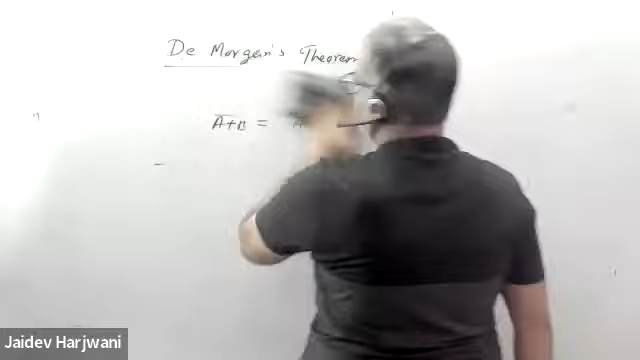 De Morgan's Theorem
A+B =
Jaidev Harjwani